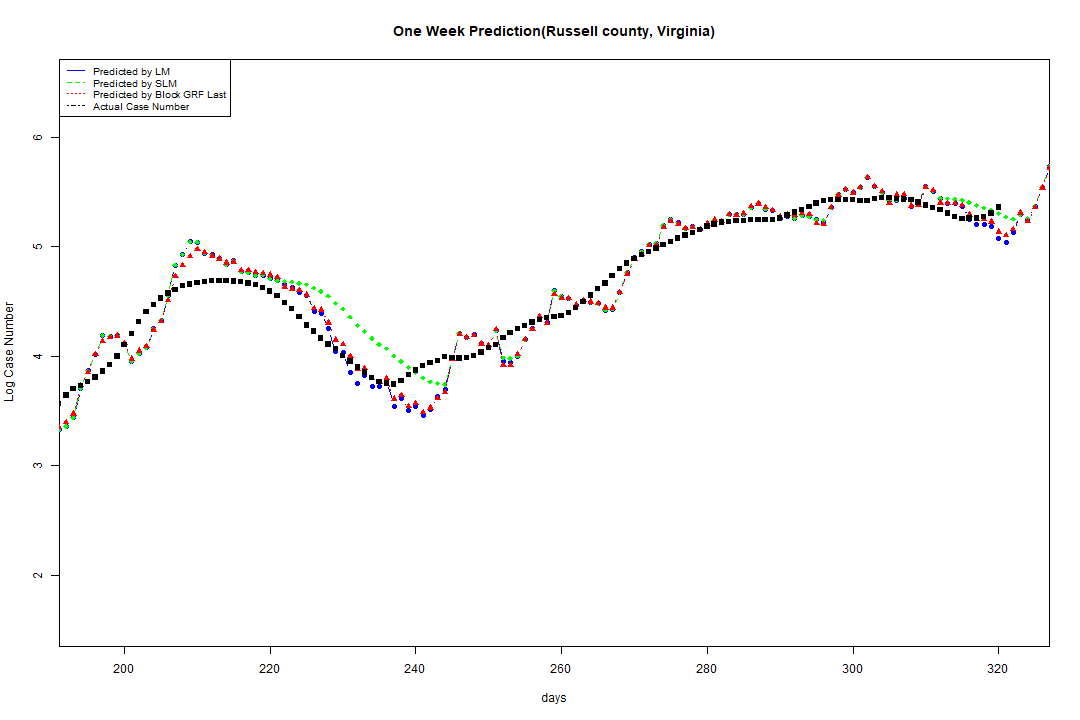 One Week Prediction(Russell county, Virginia)
Predicted by LM
Predicted by SLM
Predicted by Block GRF Last
Actual Case Number
6
5
4
3
2
Log Case Number
200 220 240 260 280 300 320
days